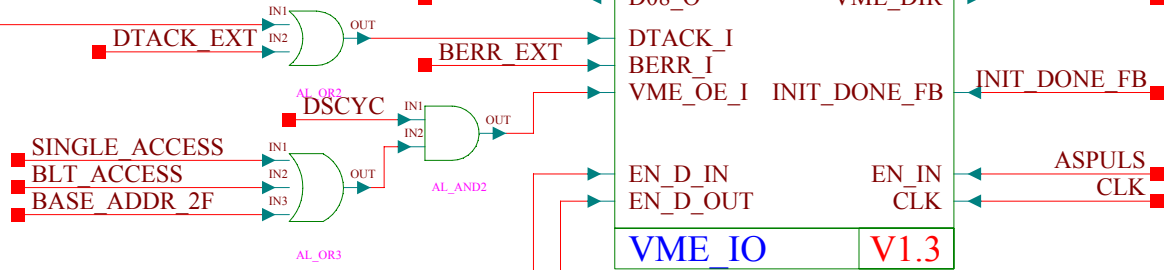 D08_O VME_DIR
IN1
OUT
DTACK_EXT IN2
DTACK_I
BERR_EXT BERR_I
INIT_DONE_FB
AL_OR2
VME_OE_I INIT_DONE_FB
DSCYC IN1
OUT
IN2
AL_AND2
SINGLE_ACCESS IN1
BLT_ACCESS IN2 OUT
BASE_ADDR_2F IN3
AL_OR3
ASPULS
EN_D_IN EN_IN
CLK
EN_D_OUT CLK
VME_IO V1.3